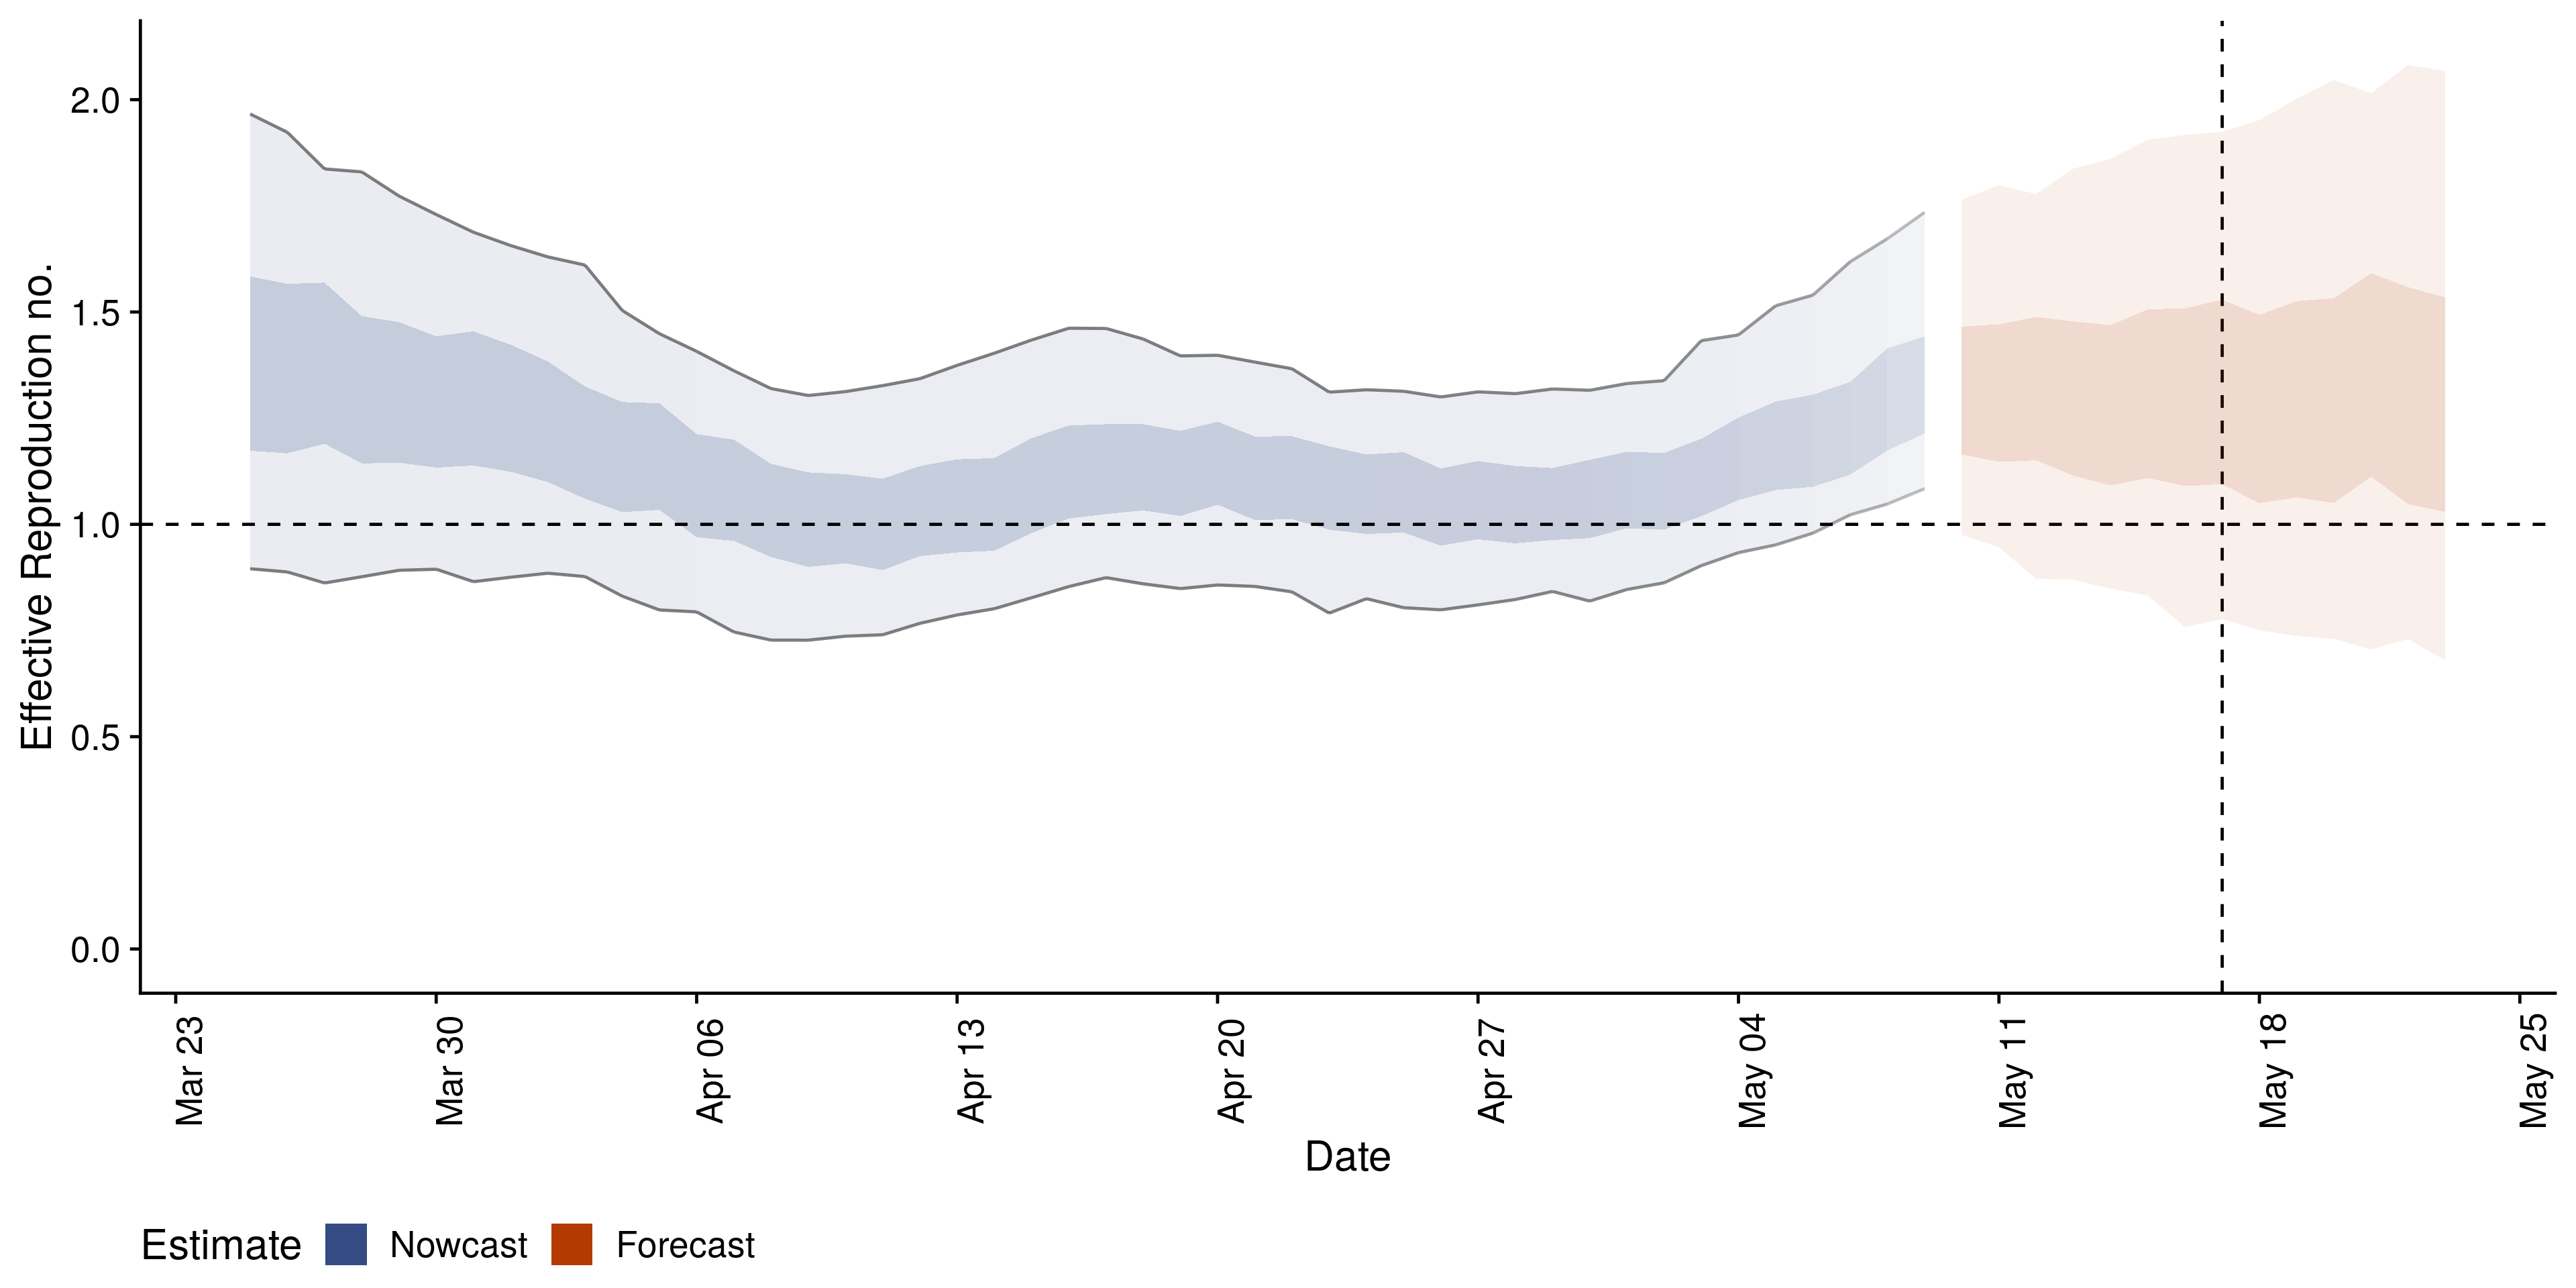 Effective Reproduction no.
2.0
1.5
1.0
0.5
0.0
Mar 23
Mar 30
Apr 06
Apr 13
Apr 20
Apr 27
May 04
May 11
May 18
May 25
Date
Estimate Nowcast Forecast